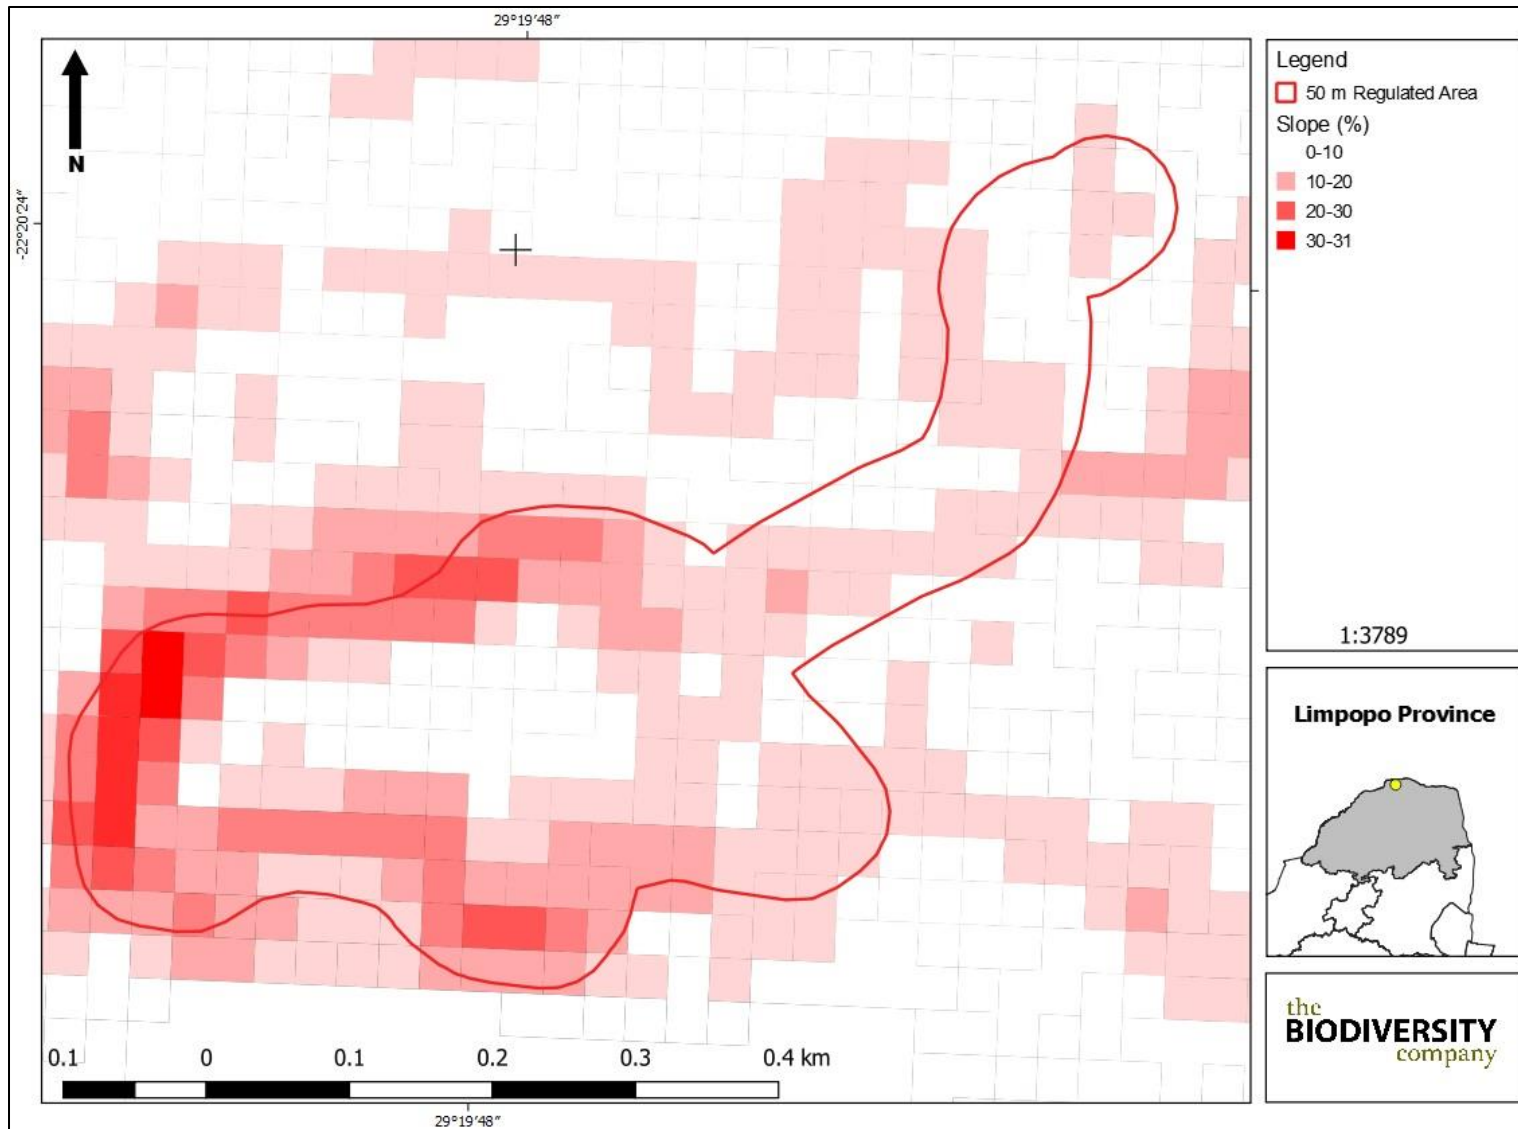 29°19'48"
N
-22°20'24"
Legend
50 m Regulated Area
Slope (%)
0-10
10-20
20-30
30-31
1:3789
Limpopo Province
the
BIODIVERSITY
company
0.1 0 0.1 0.2 0.3 0.4 km
29°19'48"